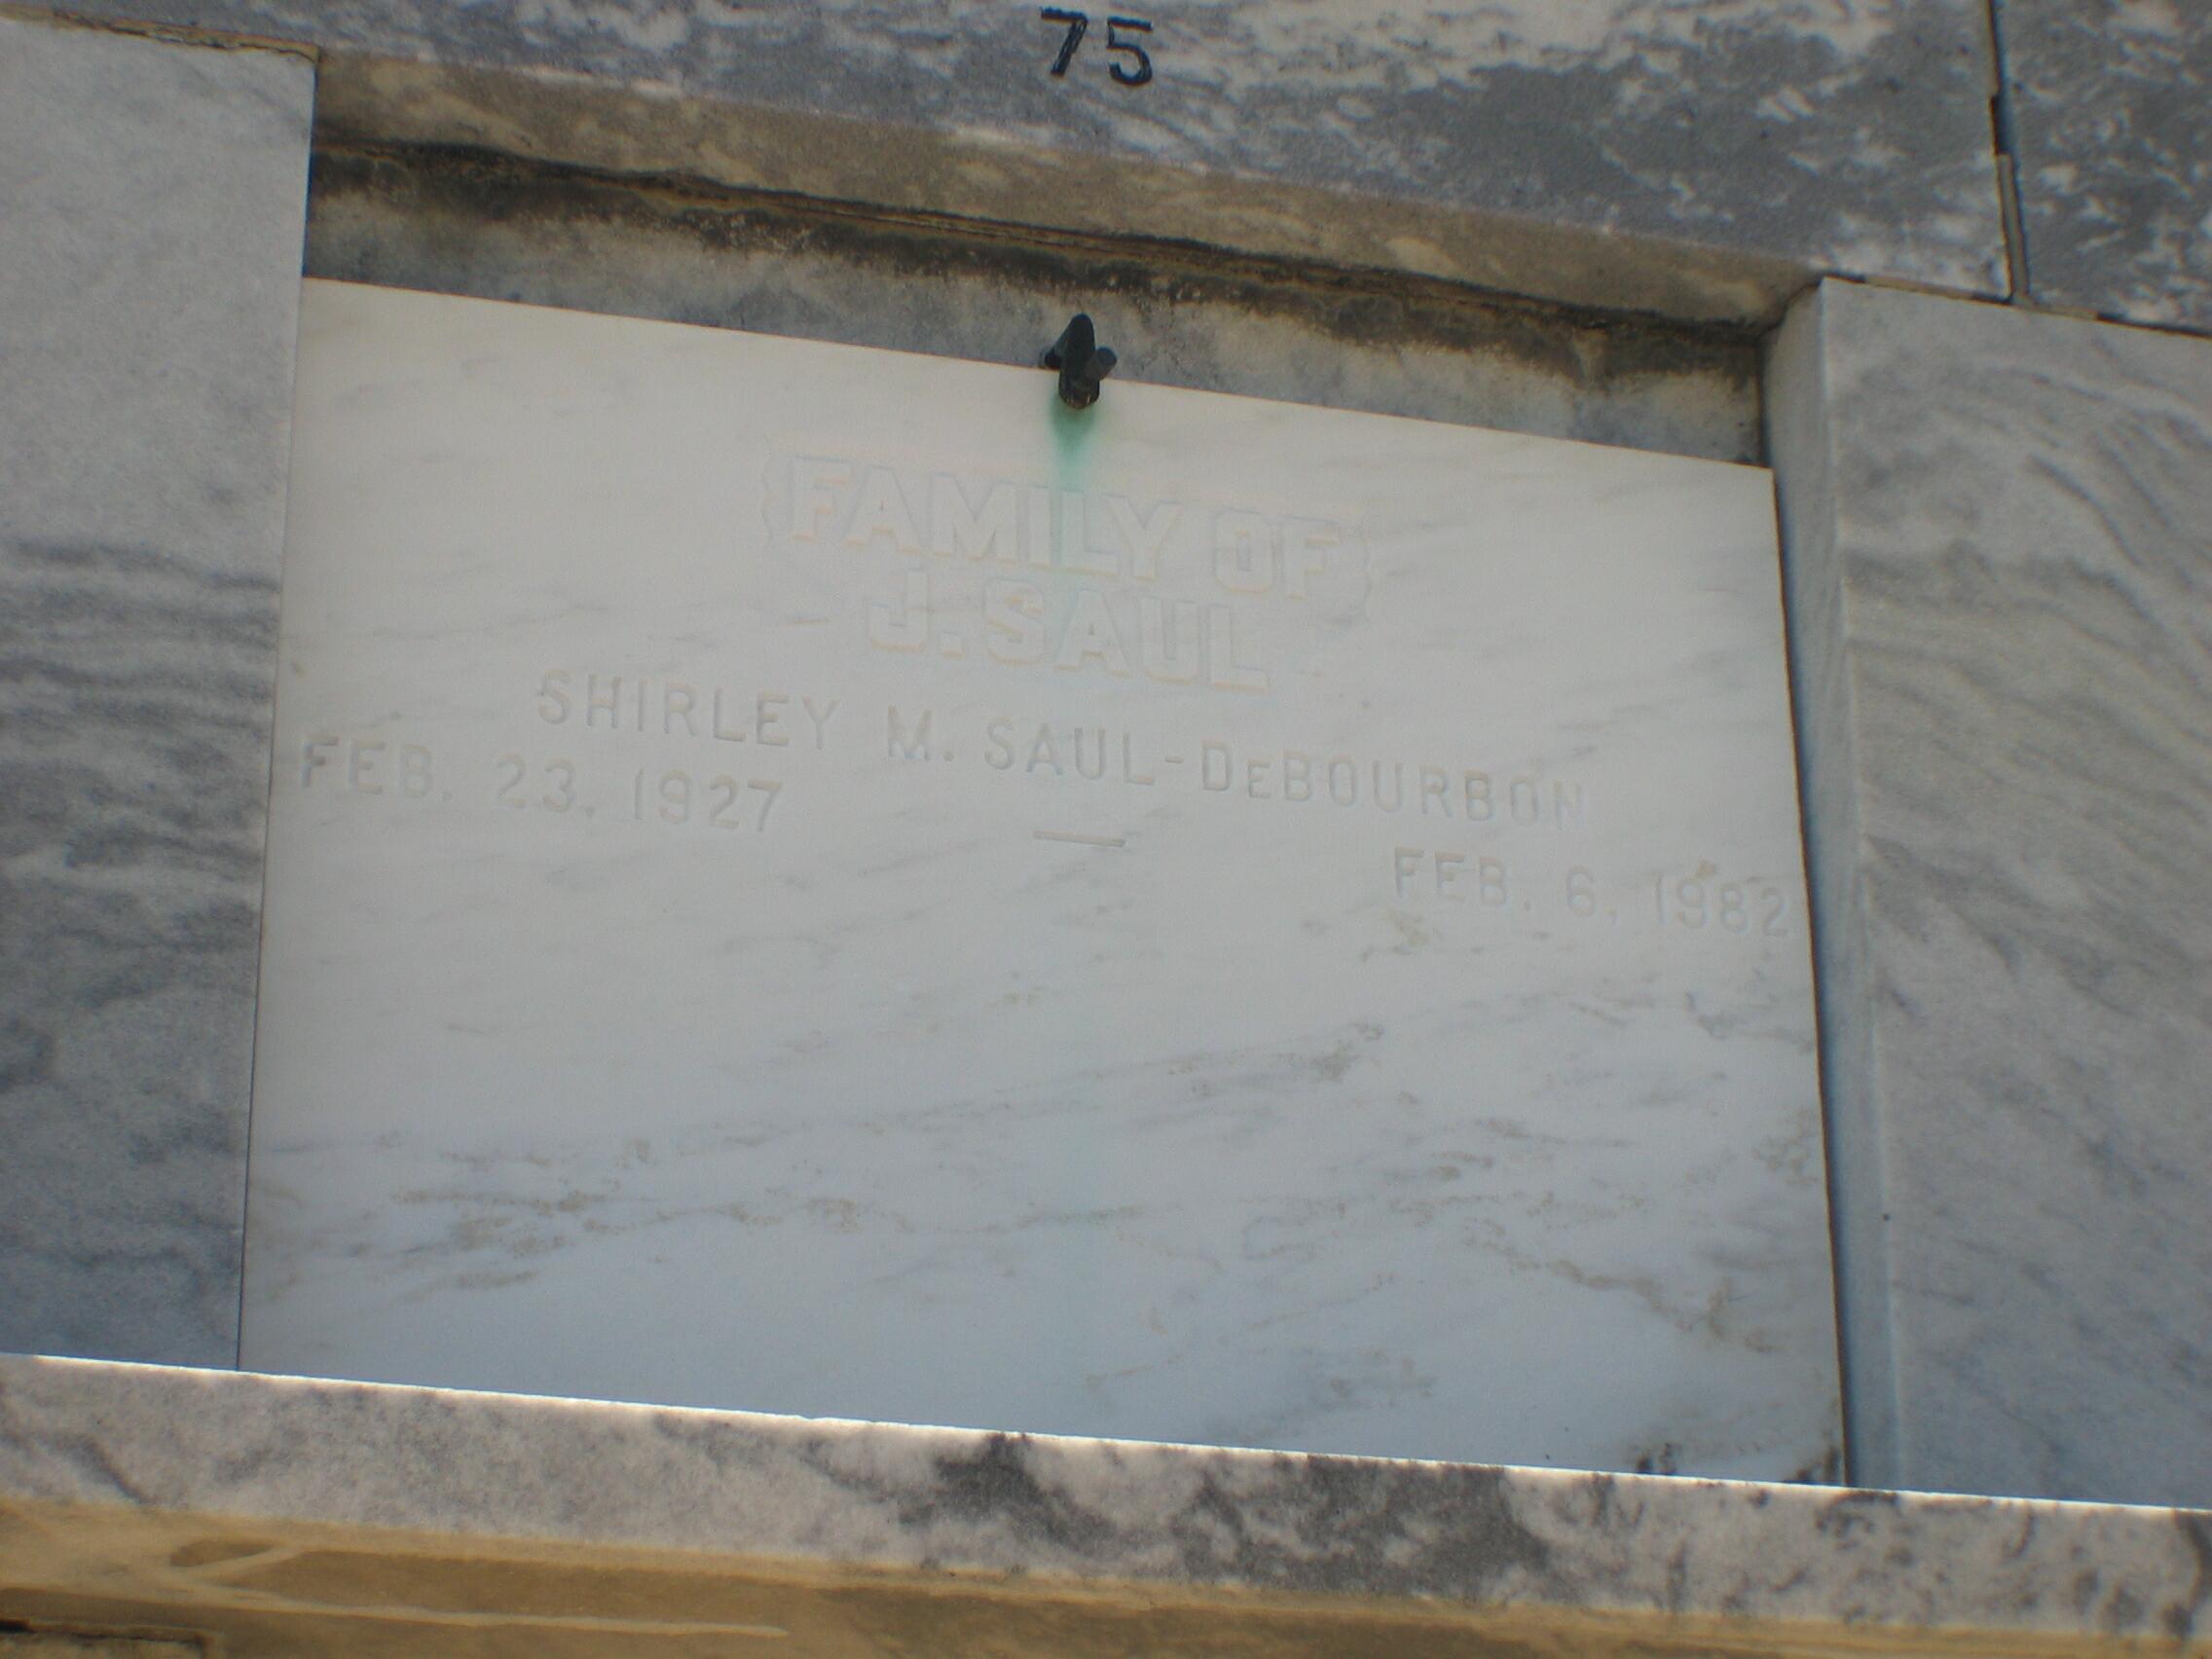 75
FAMILY OF
J. SAUL
SHIRLEY M. SAUL-DeBOURBON
FEB. 23, 1927 — FEB. 6, 1982